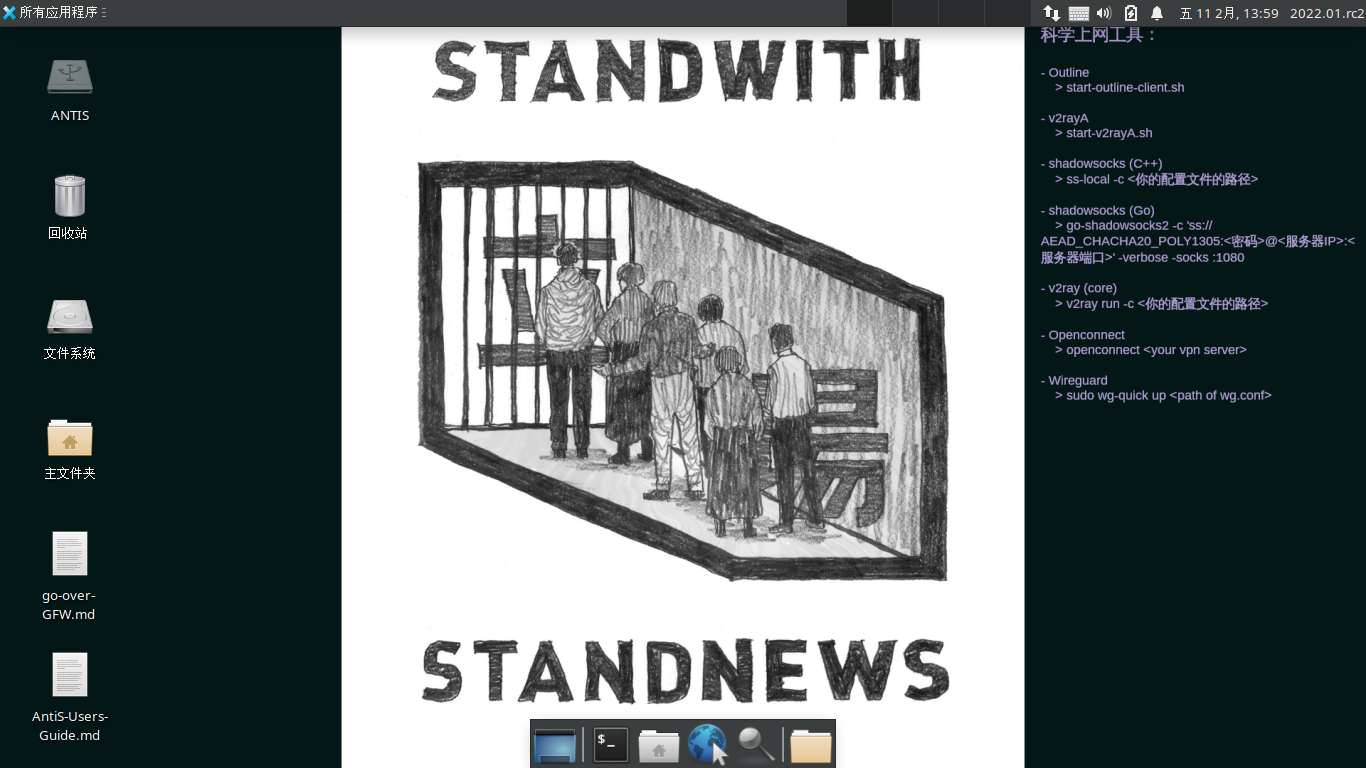 所有应用程序
五 11 2月, 13:59
2022.01.rc2
ANTIS
回收站
文件系统
主文件夹
go-over-
GFW.md
AntiS-Users-
Guide.md
STANDWITH
立
場
STANDNEWS
$_
科学上网工具：
- Outline
> start-outline-client.sh
- v2rayA
> start-v2rayA.sh
- shadowsocks (C++)
> ss-local -c <你的配置文件的路径>
- shadowsocks (Go)
> go-shadowsocks2 -c 'ss://
AEAD_CHACHA20_POLY1305:<密码>@<服务器IP>:<
服务器端口>' -verbose -socks :1080
- v2ray (core)
> v2ray run -c <你的配置文件的路径>
- Openconnect
> openconnect <your vpn server>
- Wireguard
> sudo wg-quick up <path of wg.conf>